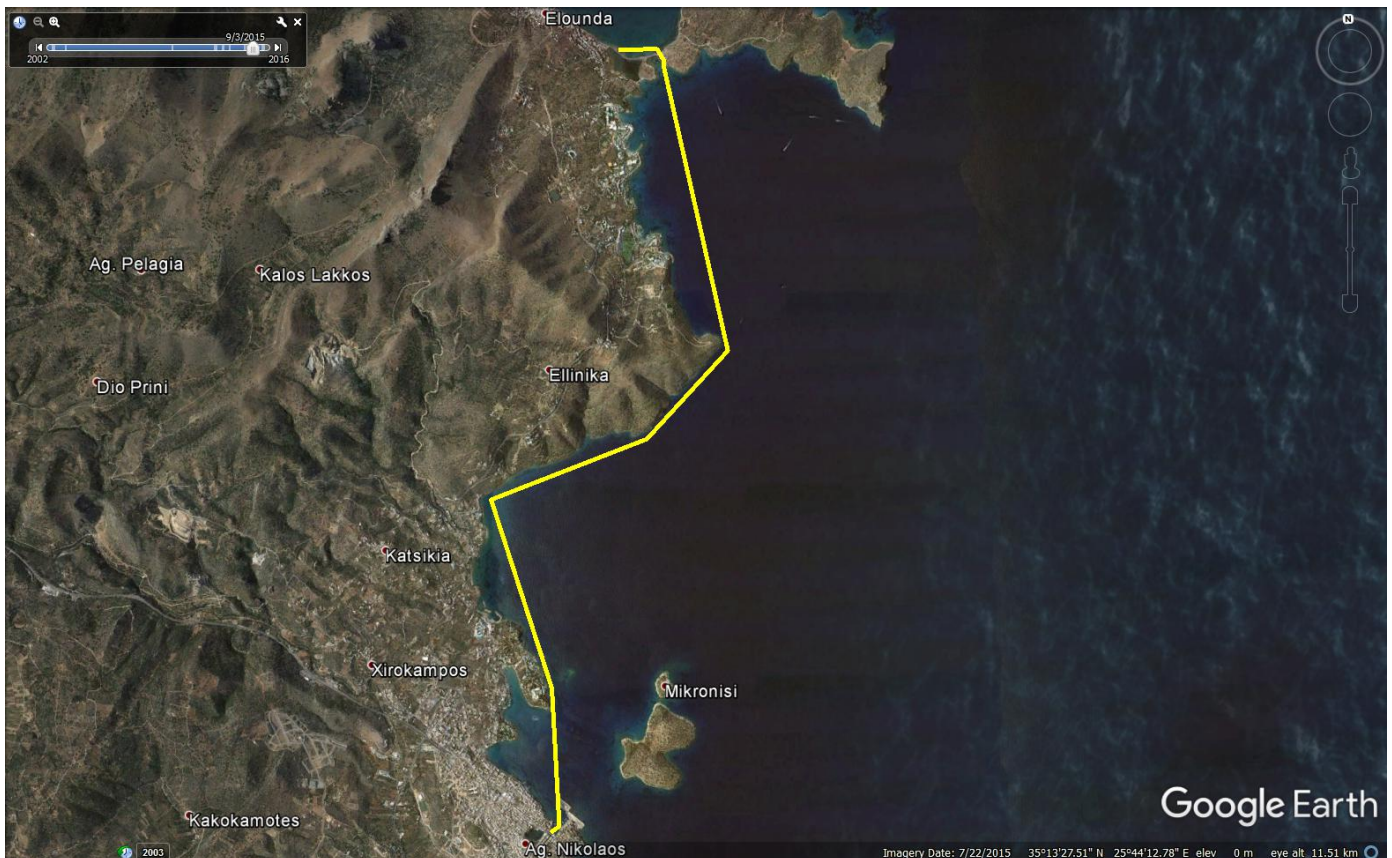 Elounda
9/3/2015
2002 2016
N
Ag. Pelagia
Kalos Lakkos
Dio Prini
Ellinika
Katsikia
Xirokampos
Mikronisi
Google Earth
Kakokamotes
Ag. Nikolaos
2003
Imagery Date: 7/22/2015 35°13'27.51" N 25°44'12.78" E elev 0 m eye alt 11.51 km